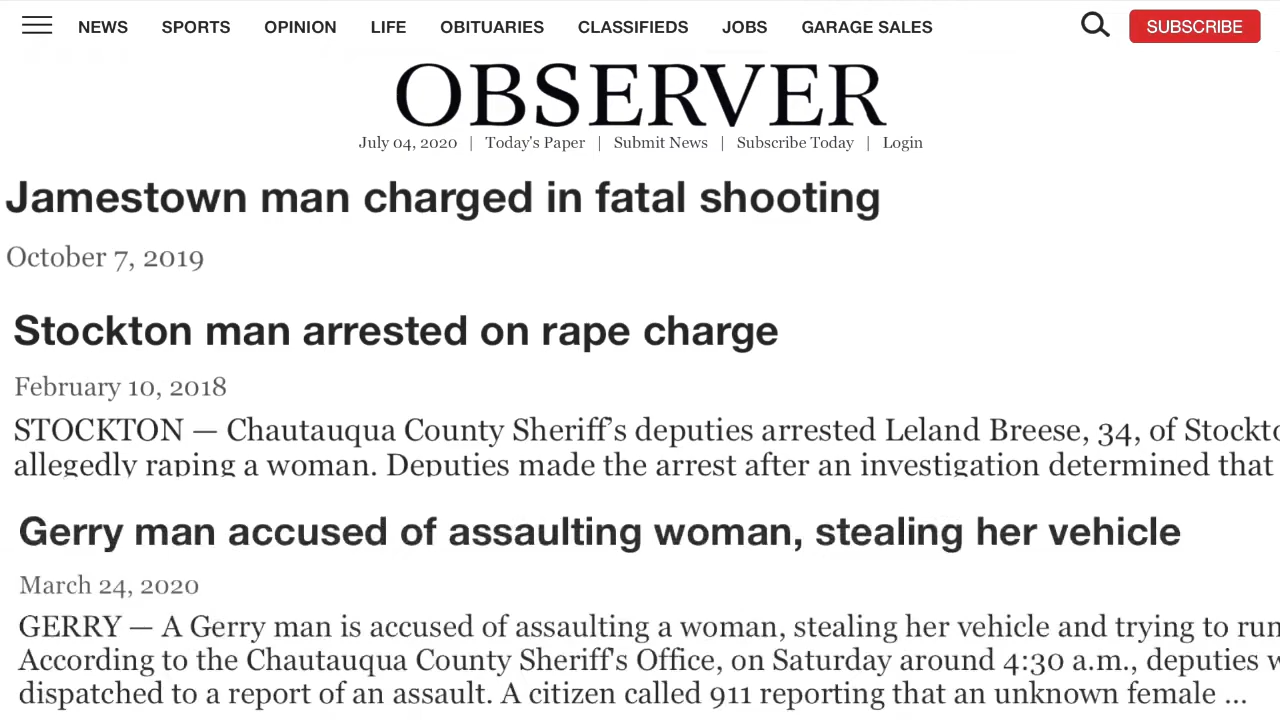 NEWS SPORTS OPINION LIFE OBITUARIES CLASSIFIEDS JOBS GARAGE SALES SUBSCRIBE
OBSERVER
July 04, 2020 | Today's Paper | Submit News | Subscribe Today | Login
Jamestown man charged in fatal shooting
October 7, 2019
Stockton man arrested on rape charge
February 10, 2018
STOCKTON — Chautauqua County Sheriff's deputies arrested Leland Breese, 34, of Stockto
allegedly raping a woman. Deputies made the arrest after an investigation determined that
Gerry man accused of assaulting woman, stealing her vehicle
March 24, 2020
GERRY — A Gerry man is accused of assaulting a woman, stealing her vehicle and trying to run
According to the Chautauqua County Sheriff's Office, on Saturday around 4:30 a.m., deputies w
dispatched to a report of an assault. A citizen called 911 reporting that an unknown female ...